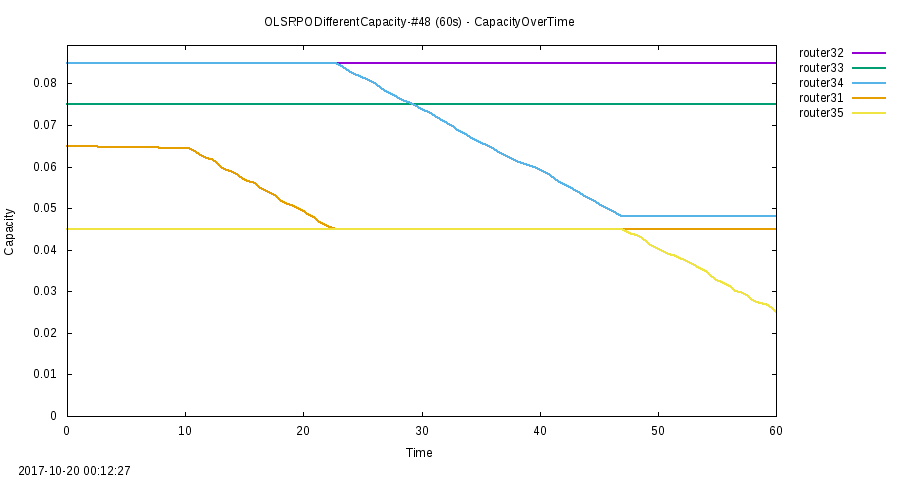 OLSRPODifferentCapacity-#48 (60s) - CapacityOverTime
router32
router33
router34
router31
router35
0.08
0.07
0.06
0.05
0.04
0.03
0.02
0.01
0
Capacity
0 10 20 30 40 50 60
Time
2017-10-20 00:12:27